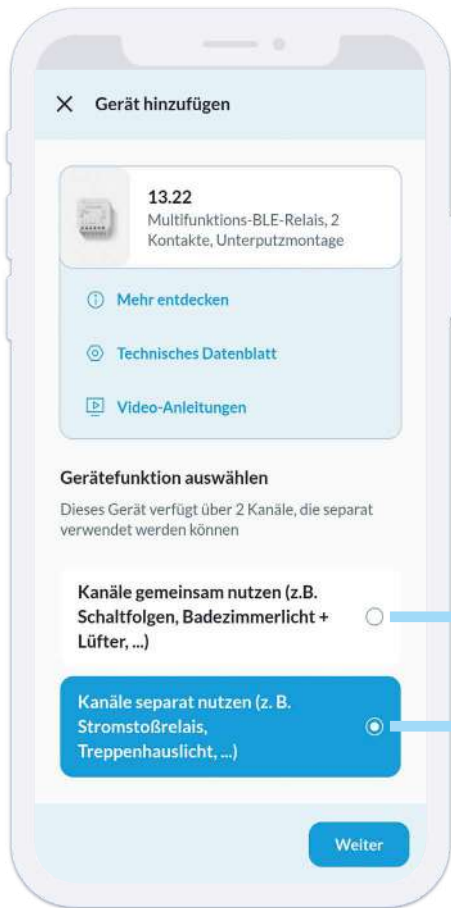 Gerät hinzufügen
13.22
Multifunktions-BLE-Relais, 2
Kontakte, Unterputzmontage
Mehr entdecken
Technisches Datenblatt
Video-Anleitungen
Gerätefunktion auswählen
Dieses Gerät verfügt über 2 Kanäle, die separat
verwendet werden können
Kanäle gemeinsam nutzen (z.B.
Schaltfolgen, Badezimmerlicht +
Lüfter, ...)
Kanäle separat nutzen (z. B.
Stromstoßrelais,
Treppenhauslicht, ...)
Weiter